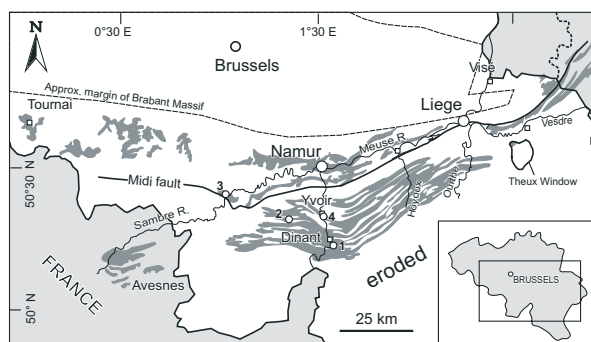 0°30 E
1°30 E
N
Brussels
Visé
Approx. margin of Brabant Massif
Tournai
Liege
Vesdre
Meuse R.
Namur
50°30 N
Midi fault
3
Theux Window
Hoyoux
Ourthe
Yvoir
Sambre R.
2
4
Dinant
1
eroded
BRUSSELS
FRANCE
Avesnes
50° N
25 km